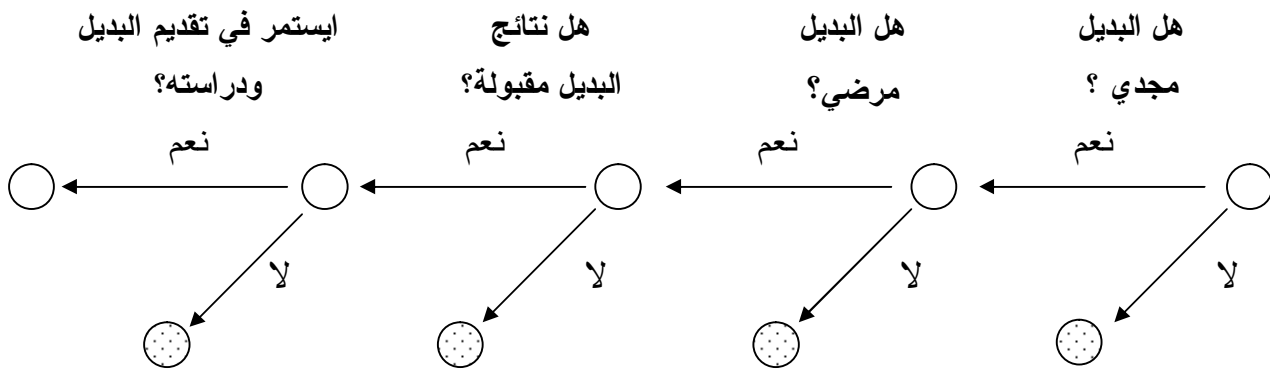 هل البديل
مجدي ؟
نعم
لا
هل البديل
مرضي؟
نعم
لا
هل نتائج
البديل مقبولة؟
نعم
لا
ايستمر في تقديم البديل
ودراسته؟
نعم
لا